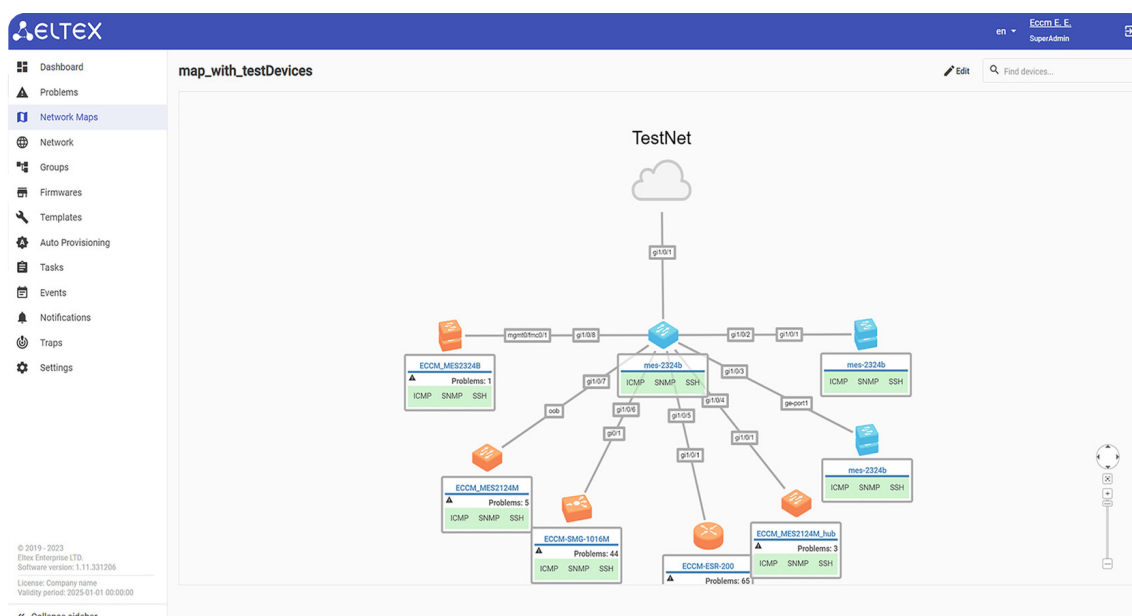 ELTEX
en
Eccm E. E.
SuperAdmin
Dashboard
Problems
Network Maps
Network
Groups
Firmwares
Templates
Auto Provisioning
Tasks
Events
Notifications
Traps
Settings
© 2019 - 2023
Eltex Enterprise LTD.
Software version: 1.11.331206
License: Company name
Validity period: 2025-01-01 00:00:00
Collapse sidebar
map_with_testDevices
Edit
Find devices...
TestNet
gi1/0/1
mgmt0/fmc0/1
gi1/0/8
gi1/0/2
gi1/0/1
ECCM_MES2324B
Problems: 1
ICMP SNMP SSH
mes-2324b
ICMP SNMP SSH
mes-2324b
ICMP SNMP SSH
gi1/0/7
gi1/0/3
oob
gi1/0/6
gi1/0/5
gi1/0/4
ge-port1
gi0/1
gi1/0/1
gi1/0/1
mes-2324b
ICMP SNMP SSH
ECCM_MES2124M
Problems: 5
ICMP SNMP SSH
ECCM-SMG-1016M
Problems: 44
ICMP SNMP SSH
ECCM-ESR-200
Problems: 65
ECCM_MES2124M_hub
Problems: 3
ICMP SNMP SSH